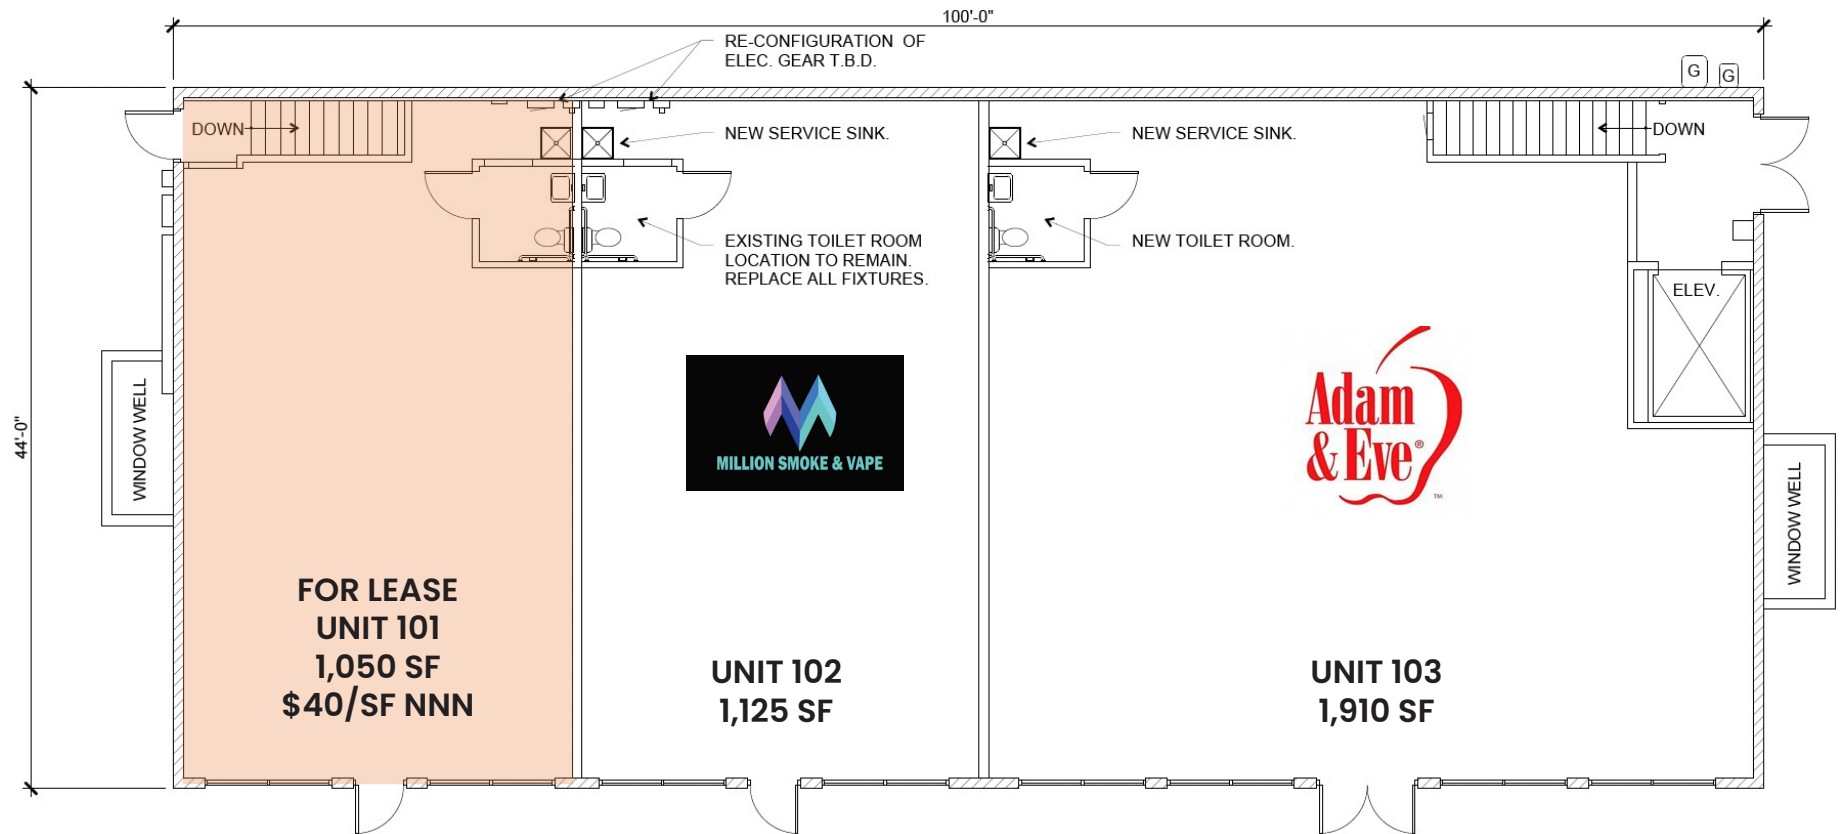 100'-0"
RE-CONFIGURATION OF
ELEC. GEAR T.B.D.
G
G
DOWN
NEW SERVICE SINK.
NEW SERVICE SINK.
DOWN
EXISTING TOILET ROOM
LOCATION TO REMAIN.
REPLACE ALL FIXTURES.
NEW TOILET ROOM.
ELEV.
44'-0"
WINDOW WELL
MILLION SMOKE & VAPE
Adam
& Eve®
™
WINDOW WELL
FOR LEASE
UNIT 101
1,050 SF
$40/SF NNN
UNIT 102
1,125 SF
UNIT 103
1,910 SF